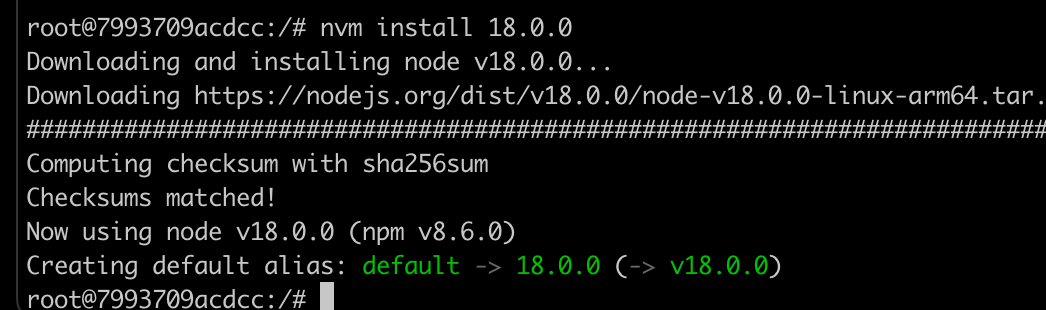 root@7993709acdcc:/# nvm install 18.0.0
Downloading and installing node v18.0.0...
Downloading https://nodejs.org/dist/v18.0.0/node-v18.0.0-linux-arm64.tar.
#########################################################################
Computing checksum with sha256sum
Checksums matched!
Now using node v18.0.0 (npm v8.6.0)
Creating default alias: default -> 18.0.0 (-> v18.0.0)
root@7993709acdcc:/#